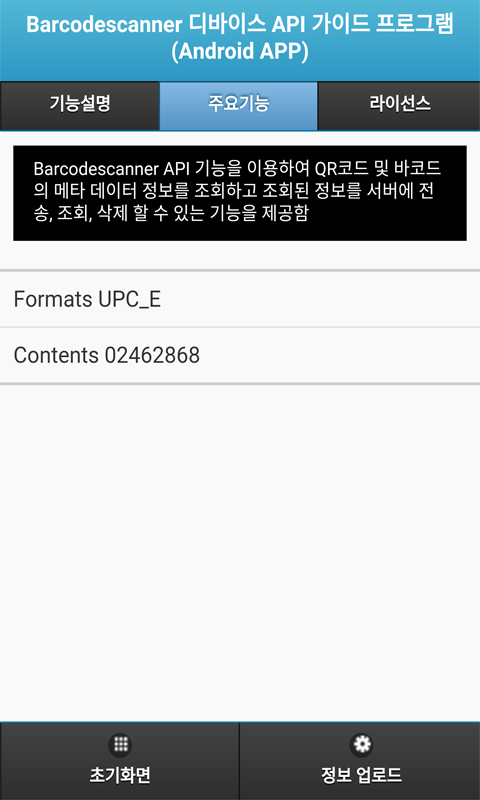 Barcodescanner 디바이스 API 가이드 프로그램
(Android APP)
기능설명
주요기능
라이선스
Barcodescanner API 기능을 이용하여 QR코드 및 바코드
의 메타 데이터 정보를 조회하고 조회된 정보를 서버에 전
송, 조회, 삭제 할 수 있는 기능을 제공함
Formats UPC_E
Contents 02462868
초기화면
정보 업로드